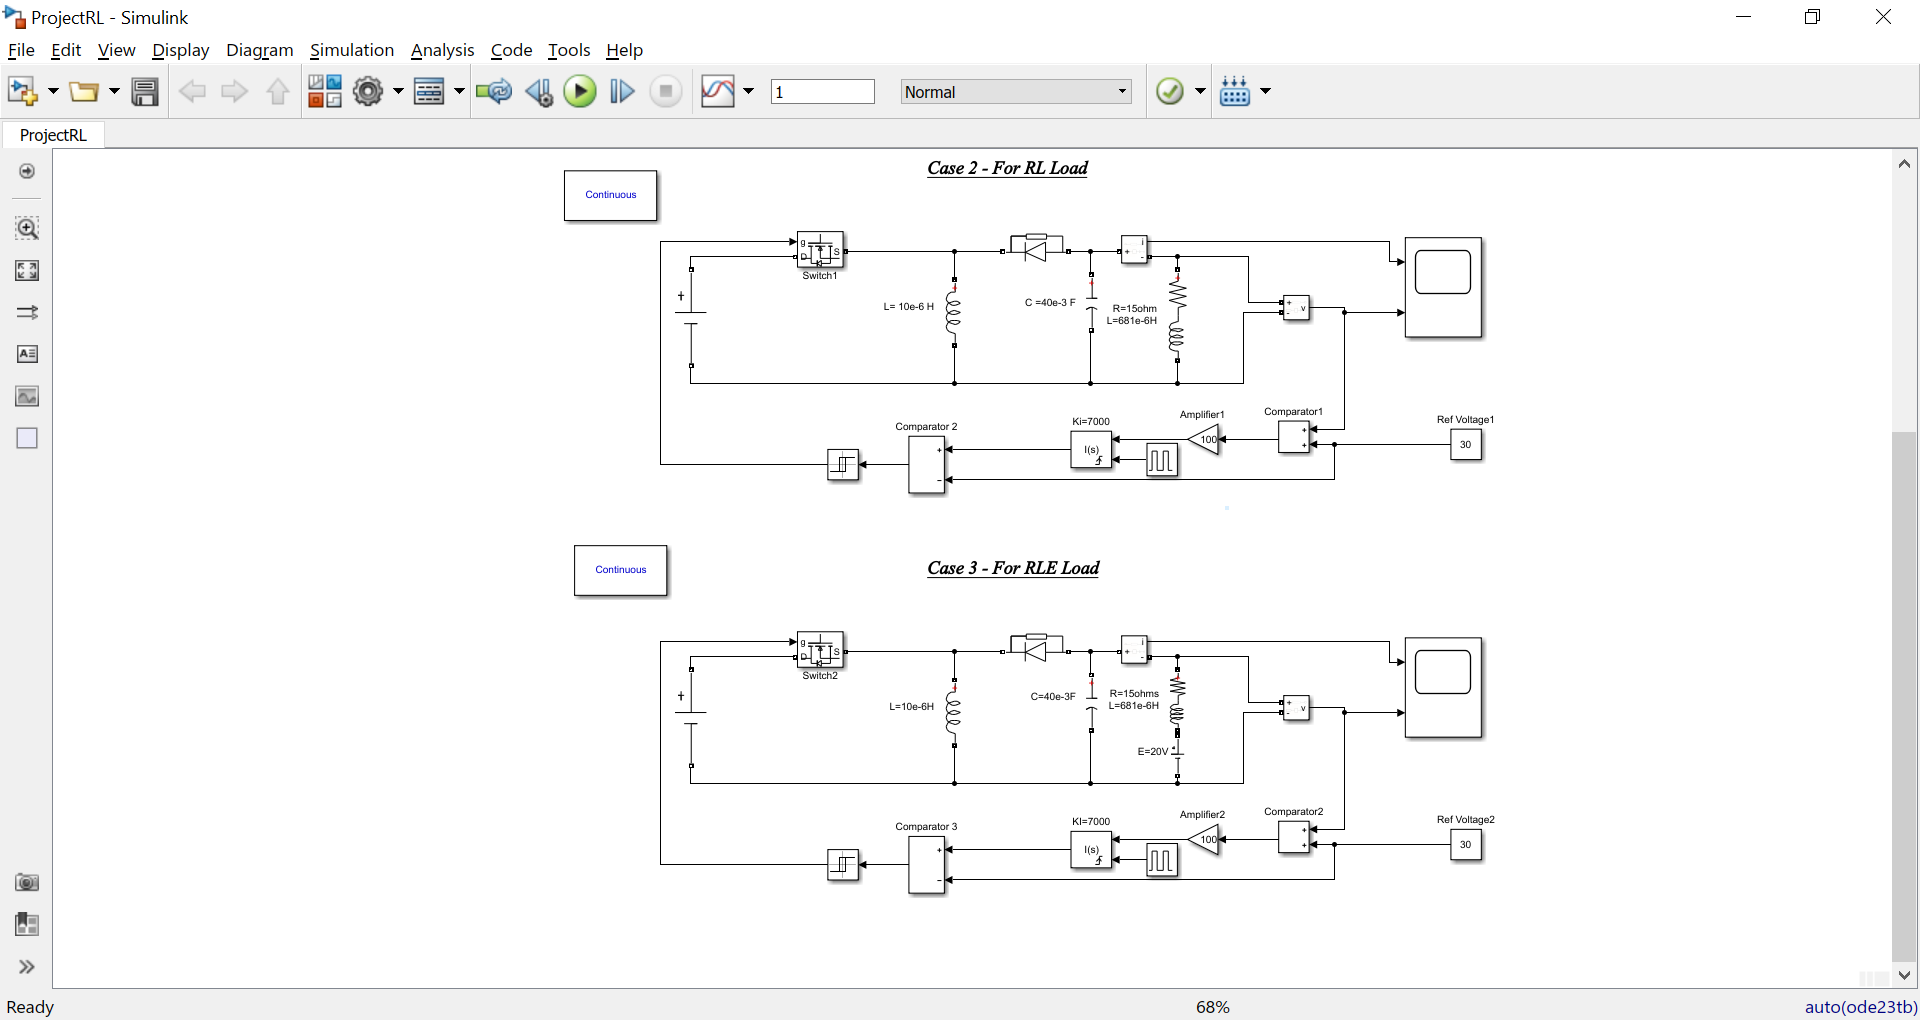 ProjectRL - Simulink
File Edit View Display Diagram Simulation Analysis Code Tools Help
1
Normal
ProjectRL
Case 2 - For RL Load
Continuous
g
D
S
Switch1
i
+
-
L= 10e-6 H
C =40e-3 F
R=15ohm
L=681e-6H
+
-
v
Comparator 2
Ki=7000
Amplifier1
Comparator1
Ref Voltage1
I(s)
100
+
+
30
+
−
Case 3 - For RLE Load
Continuous
g
D
S
Switch2
i
+
-
L=10e-6H
C=40e-3F
R=15ohms
L=681e-6H
E=20V
+
-
v
Comparator 3
KI=7000
Amplifier2
Comparator2
Ref Voltage2
I(s)
100
+
+
30
+
−
Ready
68%
auto(ode23tb)